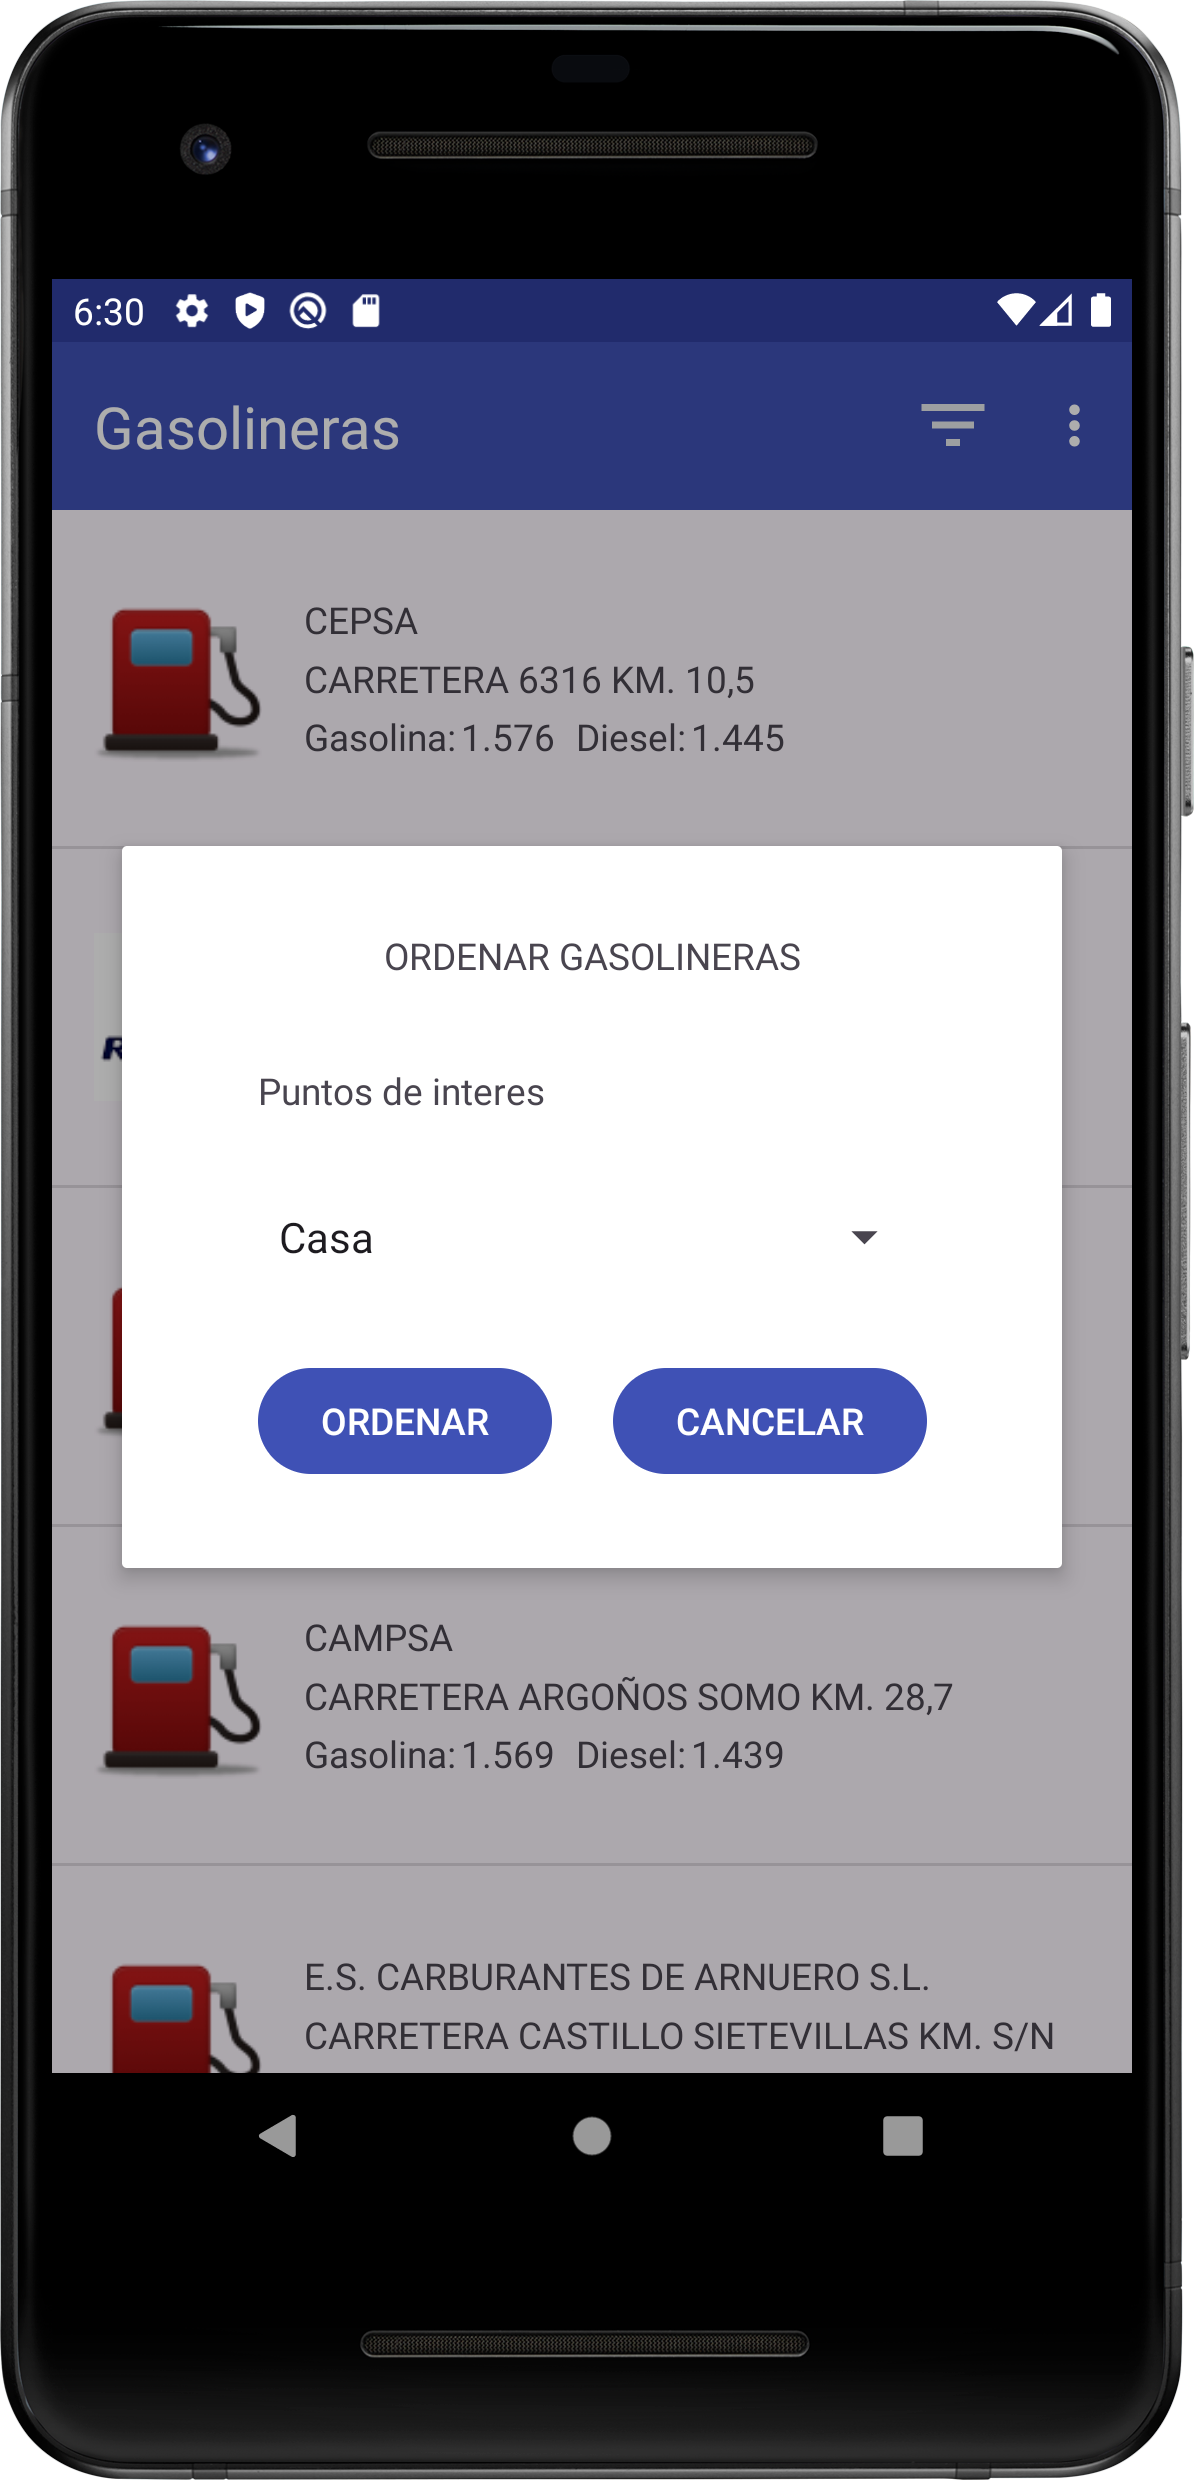 6:30
Gasolineras
CEPSA
CARRETERA 6316 KM. 10,5
Gasolina: 1.576 Diesel: 1.445
ORDENAR GASOLINERAS
Puntos de interes
Casa
ORDENAR CANCELAR
CAMPSA
CARRETERA ARGOÑOS SOMO KM. 28,7
Gasolina: 1.569 Diesel: 1.439
E.S. CARBURANTES DE ARNUERO S.L.
CARRETERA CASTILLO SIETEVILLAS KM. S/N